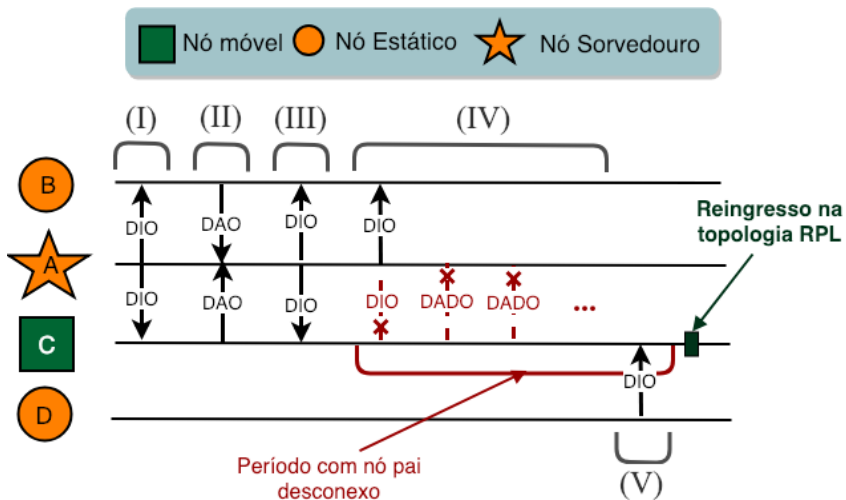 Nó móvel Nó Estático Nó Sorvedouro
(I) (II) (III) (IV)
B
DIO DAO DIO DIO
Reingresso na
topologia RPL
A
DIO DAO DIO DIO DADO DADO ...
C
DIO
D
Período com nó pai
desconexo
(V)